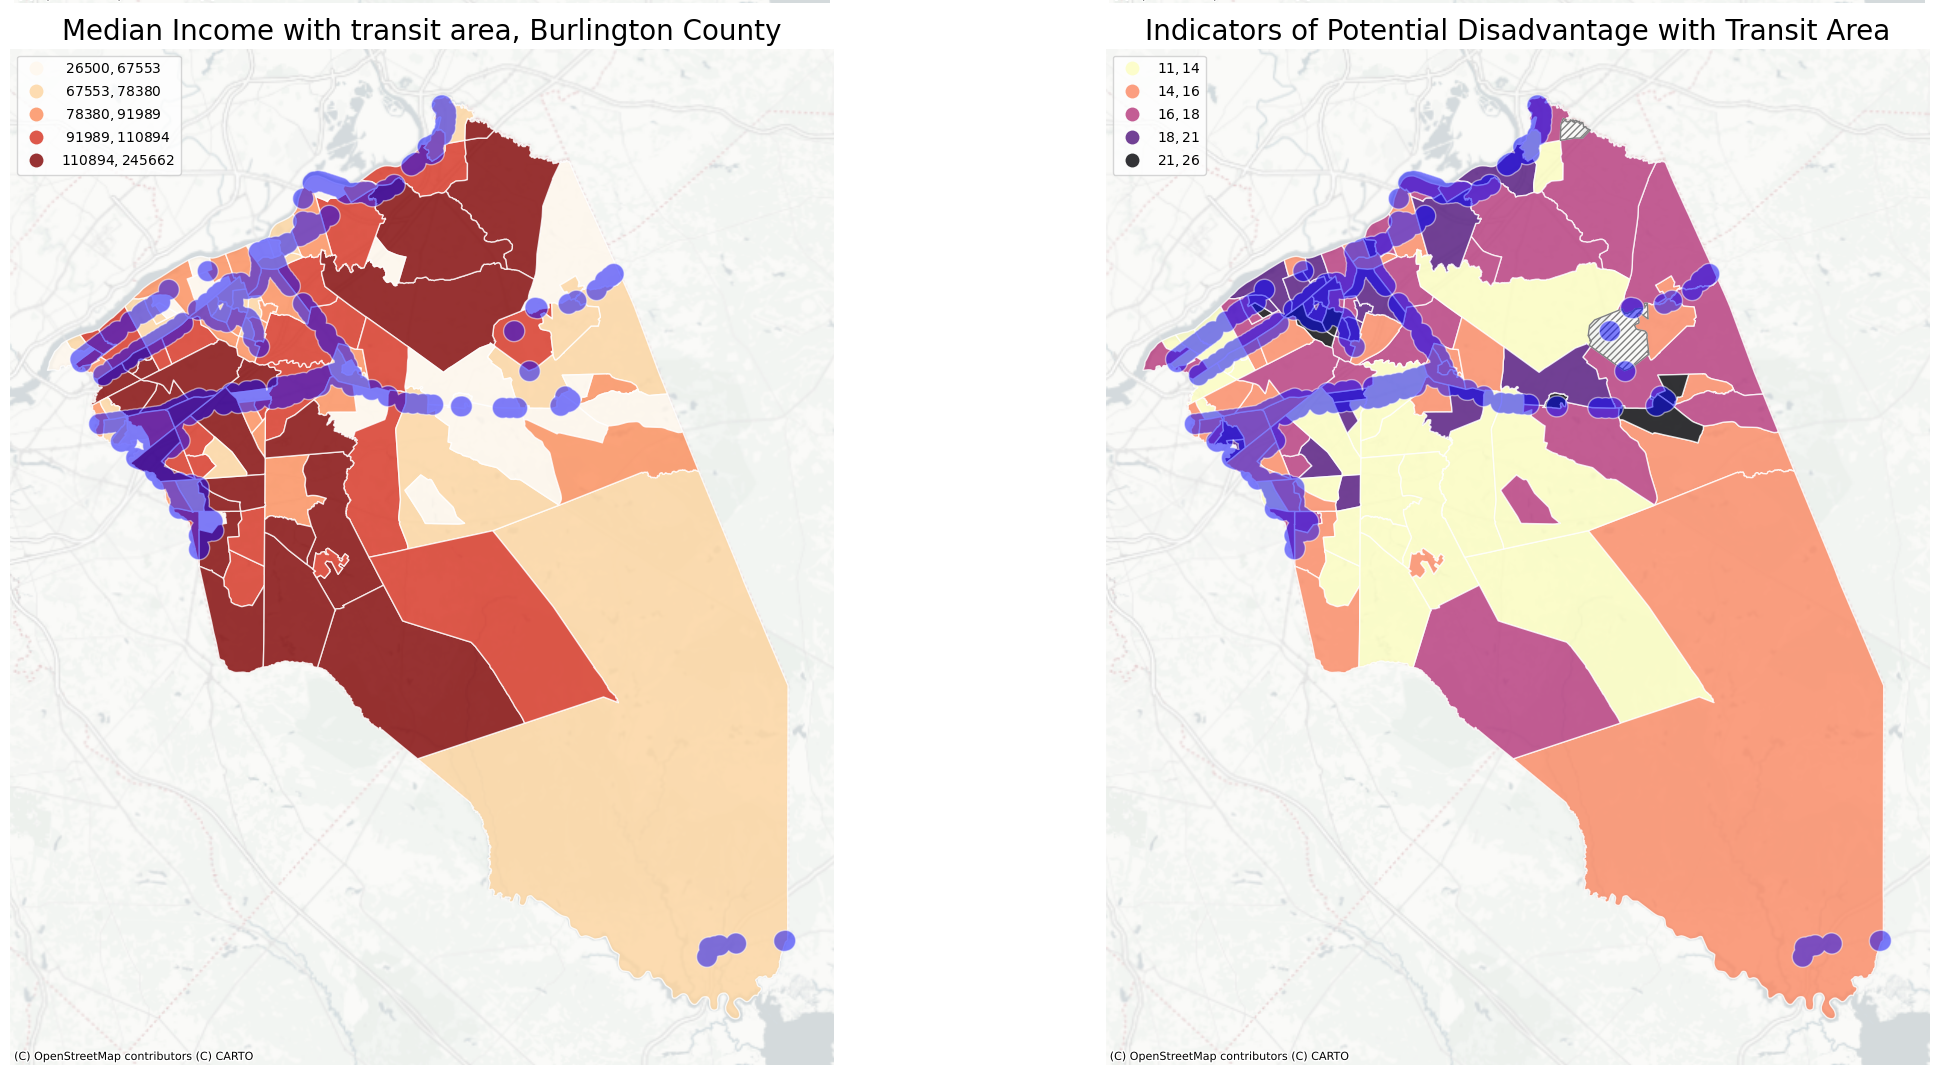 Median Income with transit area, Burlington County
26500, 67553
67553, 78380
78380, 91989
91989, 110894
110894, 245662
(C) OpenStreetMap contributors (C) CARTO
Indicators of Potential Disadvantage with Transit Area
11, 14
14, 16
16, 18
18, 21
21, 26
(C) OpenStreetMap contributors (C) CARTO